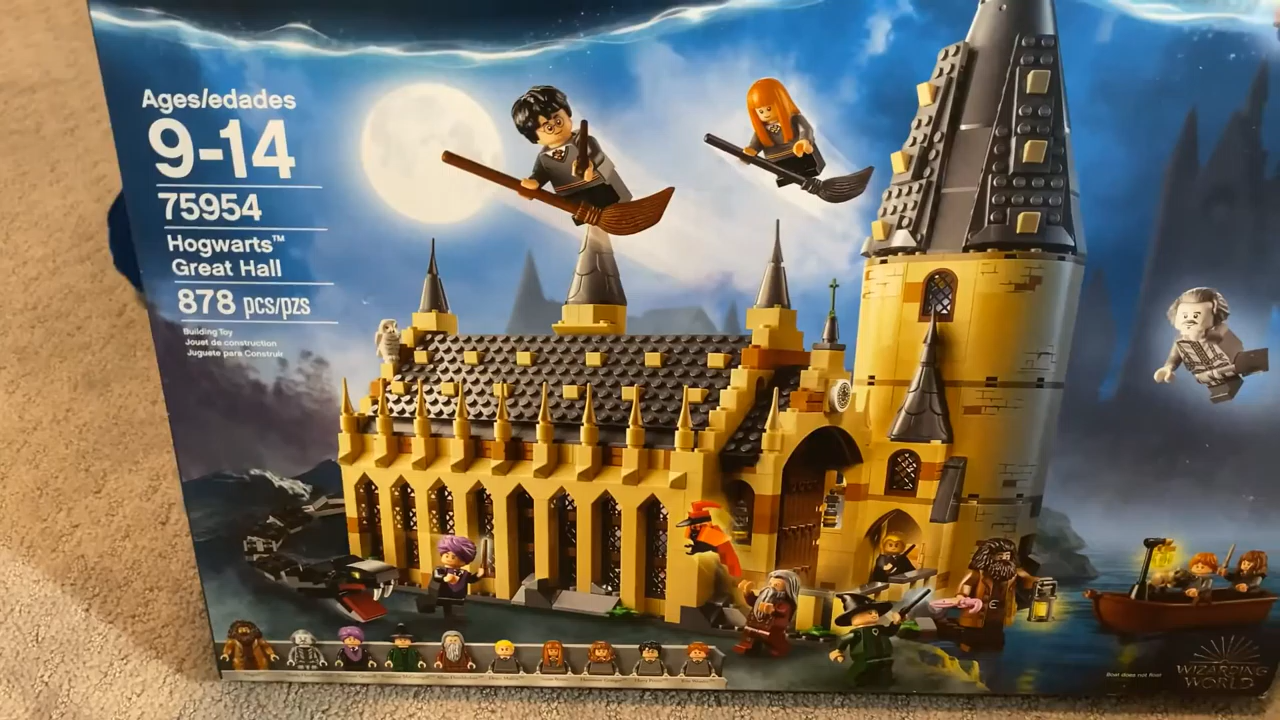 Ages/edades
9-14
75954
Hogwarts™
Great Hall
878 pcs/pzs
Building Toy
Jouet de construction
Juguete para Construir
Boat does not float
WIZARDING
WORLD